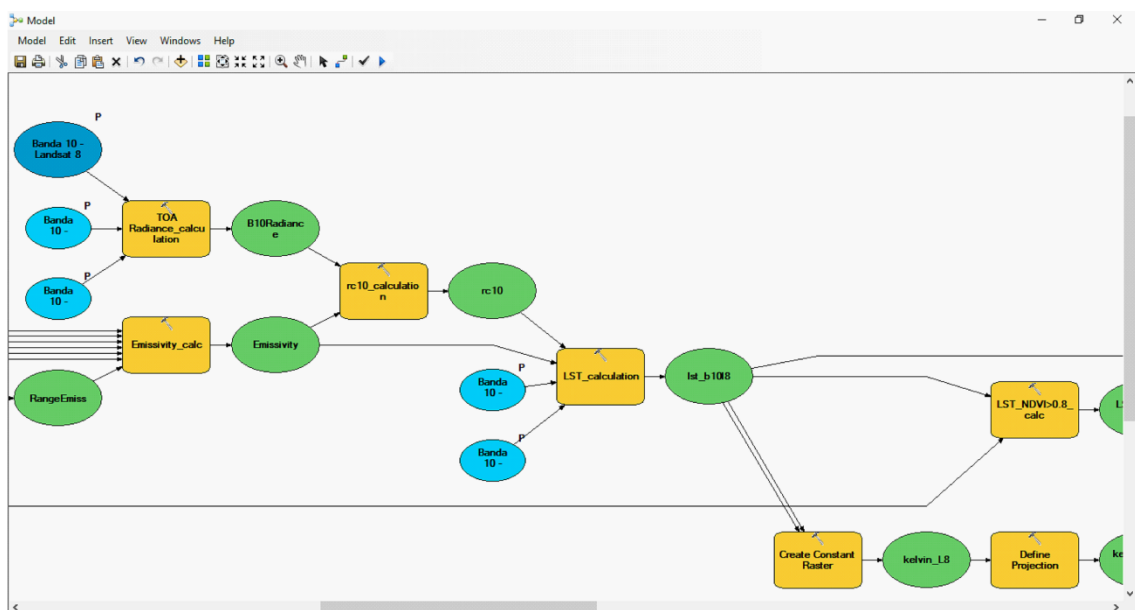 Model
Model Edit Insert View Windows Help
P
Banda 10 -
Landsat 8
P
Banda
10 -
TOA
Radiance_calcu
lation
B10Radianc
e
P
Banda
10 -
rc10_calculatio
n
rc10
Emissivity_calc
Emissivity
RangeEmiss
P
Banda
10 -
LST_calculation
lst_b10l8
LST_NDVI>0.8_
calc
P
Banda
10 -
Create Constant
Raster
kelvin_L8
Define
Projection
ke